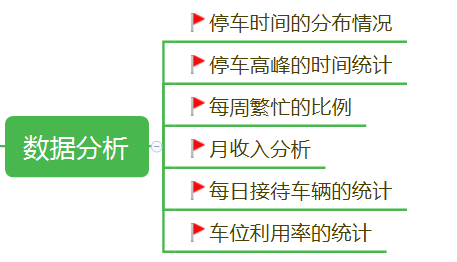 数据分析
停车时间的分布情况
停车高峰的时间统计
每周繁忙的比例
月收入分析
每日接待车辆的统计
车位利用率的统计